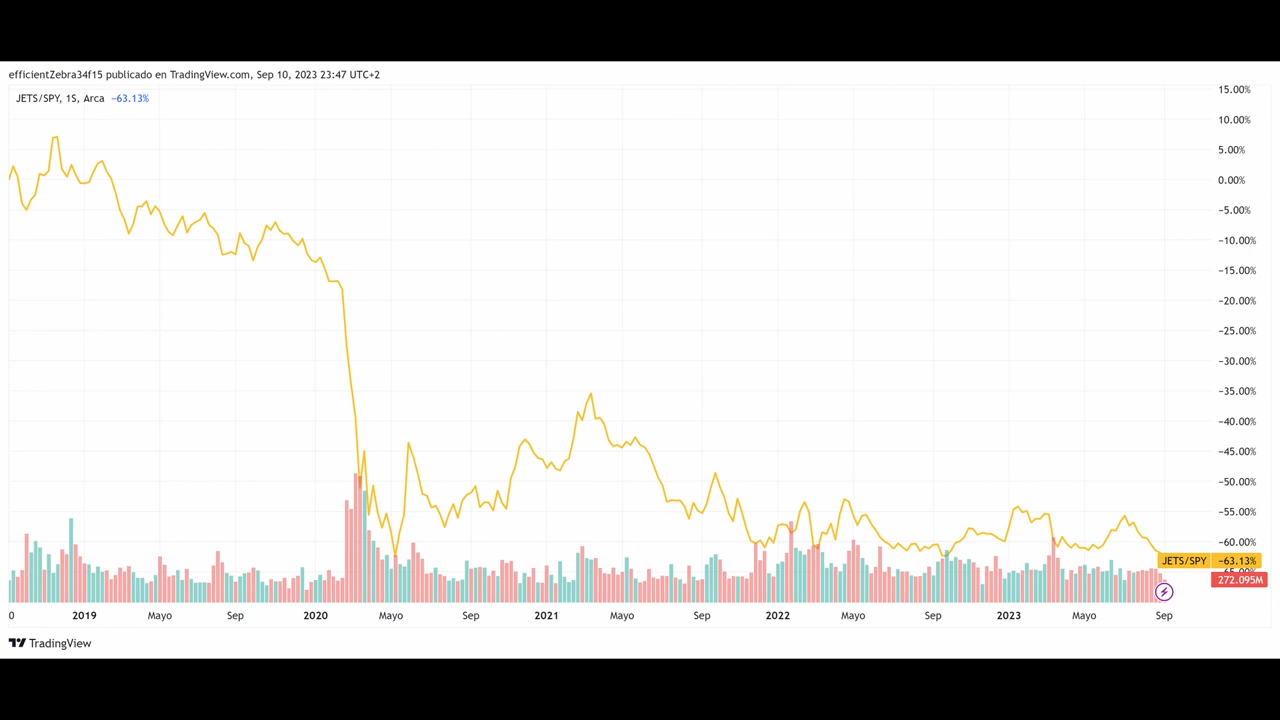 efficientZebra34f15 publicado en TradingView.com, Sep 10, 2023 23:47 UTC+2
JETS/SPY, 1S, Arca −63.13%
15.00%
10.00%
5.00%
0.00%
−5.00%
−10.00%
−15.00%
−20.00%
−25.00%
−30.00%
−35.00%
−40.00%
−45.00%
−50.00%
−55.00%
−60.00%
JETS/SPY −63.13%
−65.00%
272.095M
0 2019 Mayo Sep 2020 Mayo Sep 2021 Mayo Sep 2022 Mayo Sep 2023 Mayo Sep
TradingView